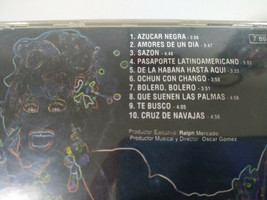 1. AZUCAR NEGRA
2. AMORES DE UN DIA
3. SAZON
4. PASAPORTE LATINOAMERICANO
5. DE LA HABANA HASTA AQUI
6. OCHUN CON CHANGO
7. BOLERO, BOLERO
8. QUE SUENEN LAS PALMAS
9. TE BUSCO
10. CRUZ DE NAVAJAS
Productor Ejecutivo: Ralph Mercado
Productor Musical y Director: Oscar Gomez